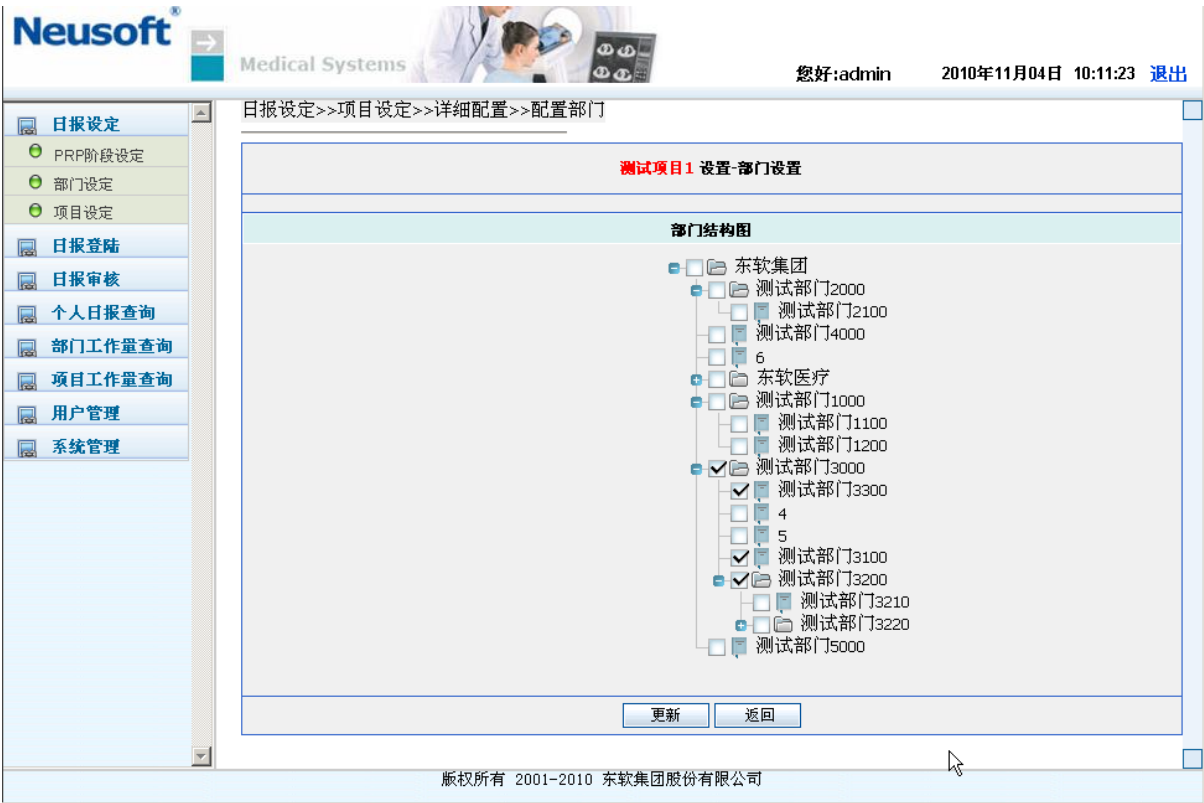 Neusoft®
Medical Systems
您好:admin 2010年11月04日 10:11:23 退出
日报设定
PRP阶段设定
部门设定
项目设定
日报登陆
日报审核
个人日报查询
部门工作量查询
项目工作量查询
用户管理
系统管理
日报设定>>项目设定>>详细配置>>配置部门
测试项目1 设置-部门设置
部门结构图
东软集团
测试部门2000
测试部门2100
测试部门4000
6
东软医疗
测试部门1000
测试部门1100
测试部门1200
测试部门3000
测试部门3300
4
5
测试部门3100
测试部门3200
测试部门3210
测试部门3220
测试部门5000
更新 返回
版权所有 2001-2010 东软集团股份有限公司